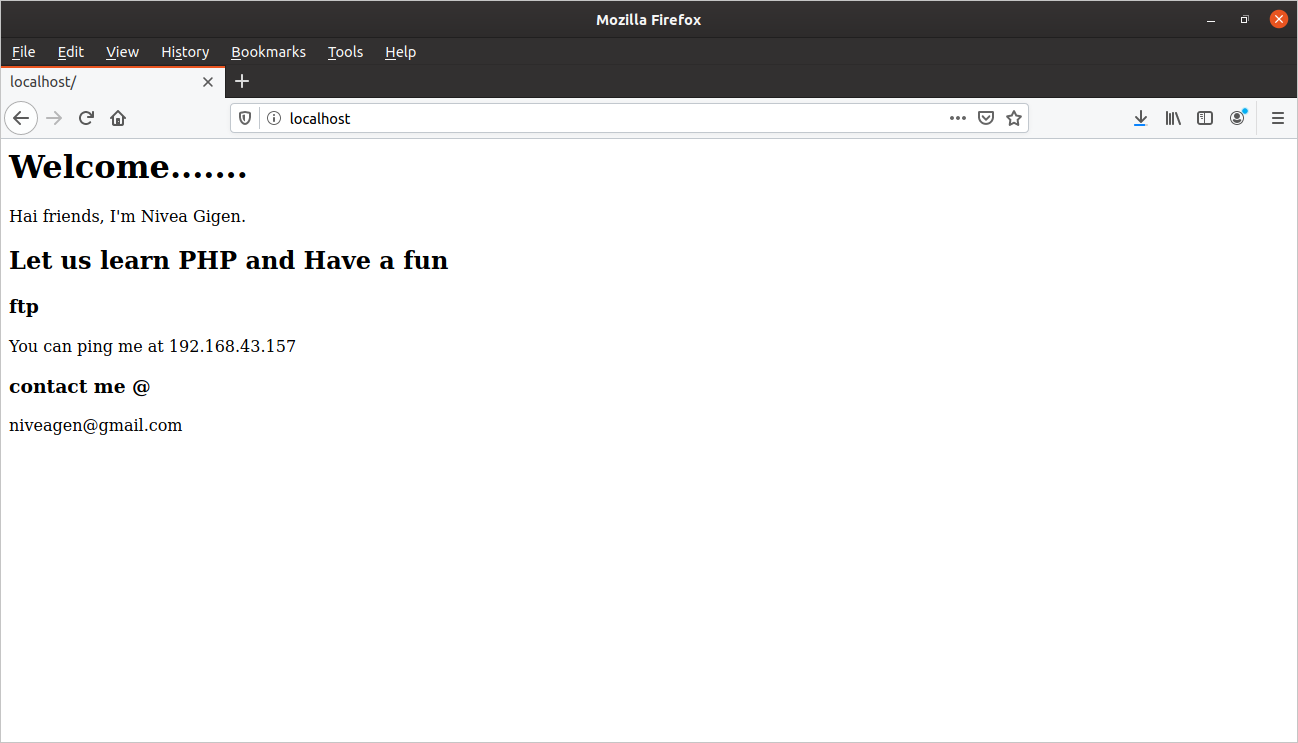 Mozilla Firefox
File Edit View History Bookmarks Tools Help
localhost/
localhost
Welcome.......
Hai friends, I'm Nivea Gigen.
Let us learn PHP and Have a fun
ftp
You can ping me at 192.168.43.157
contact me @
niveagen@gmail.com